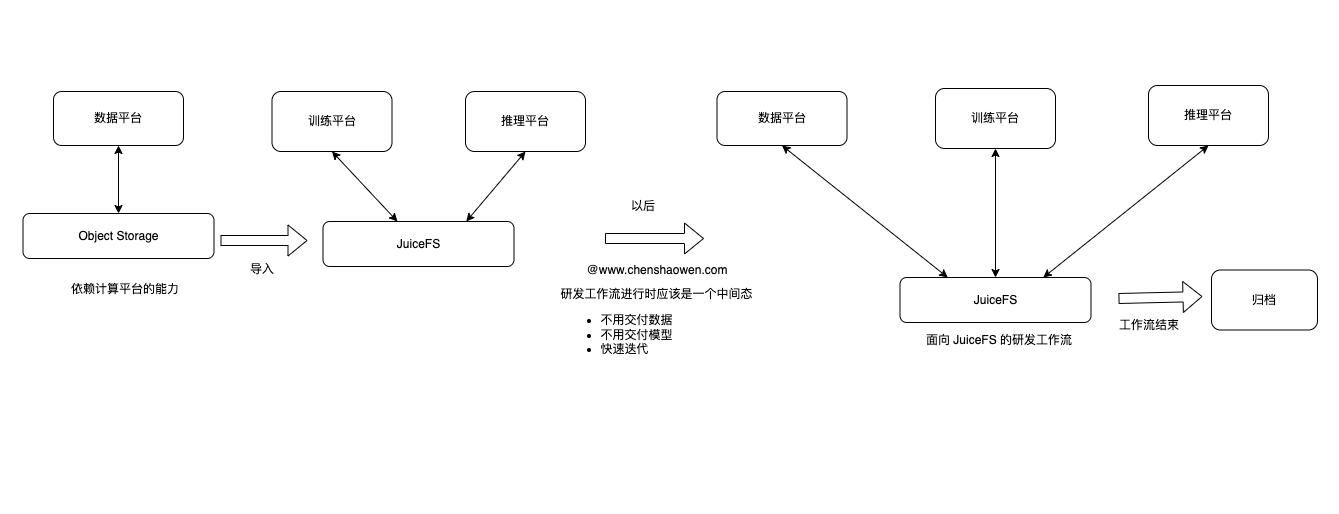 数据平台
训练平台
推理平台
Object Storage
导入
JuiceFS
依赖计算平台的能力
以后
@www.chenshaowen.com
研发工作流进行时应该是一个中间态
• 不用交付数据
• 不用交付模型
• 快速迭代
数据平台
训练平台
推理平台
JuiceFS
面向 JuiceFS 的研发工作流
工作流结束
归档